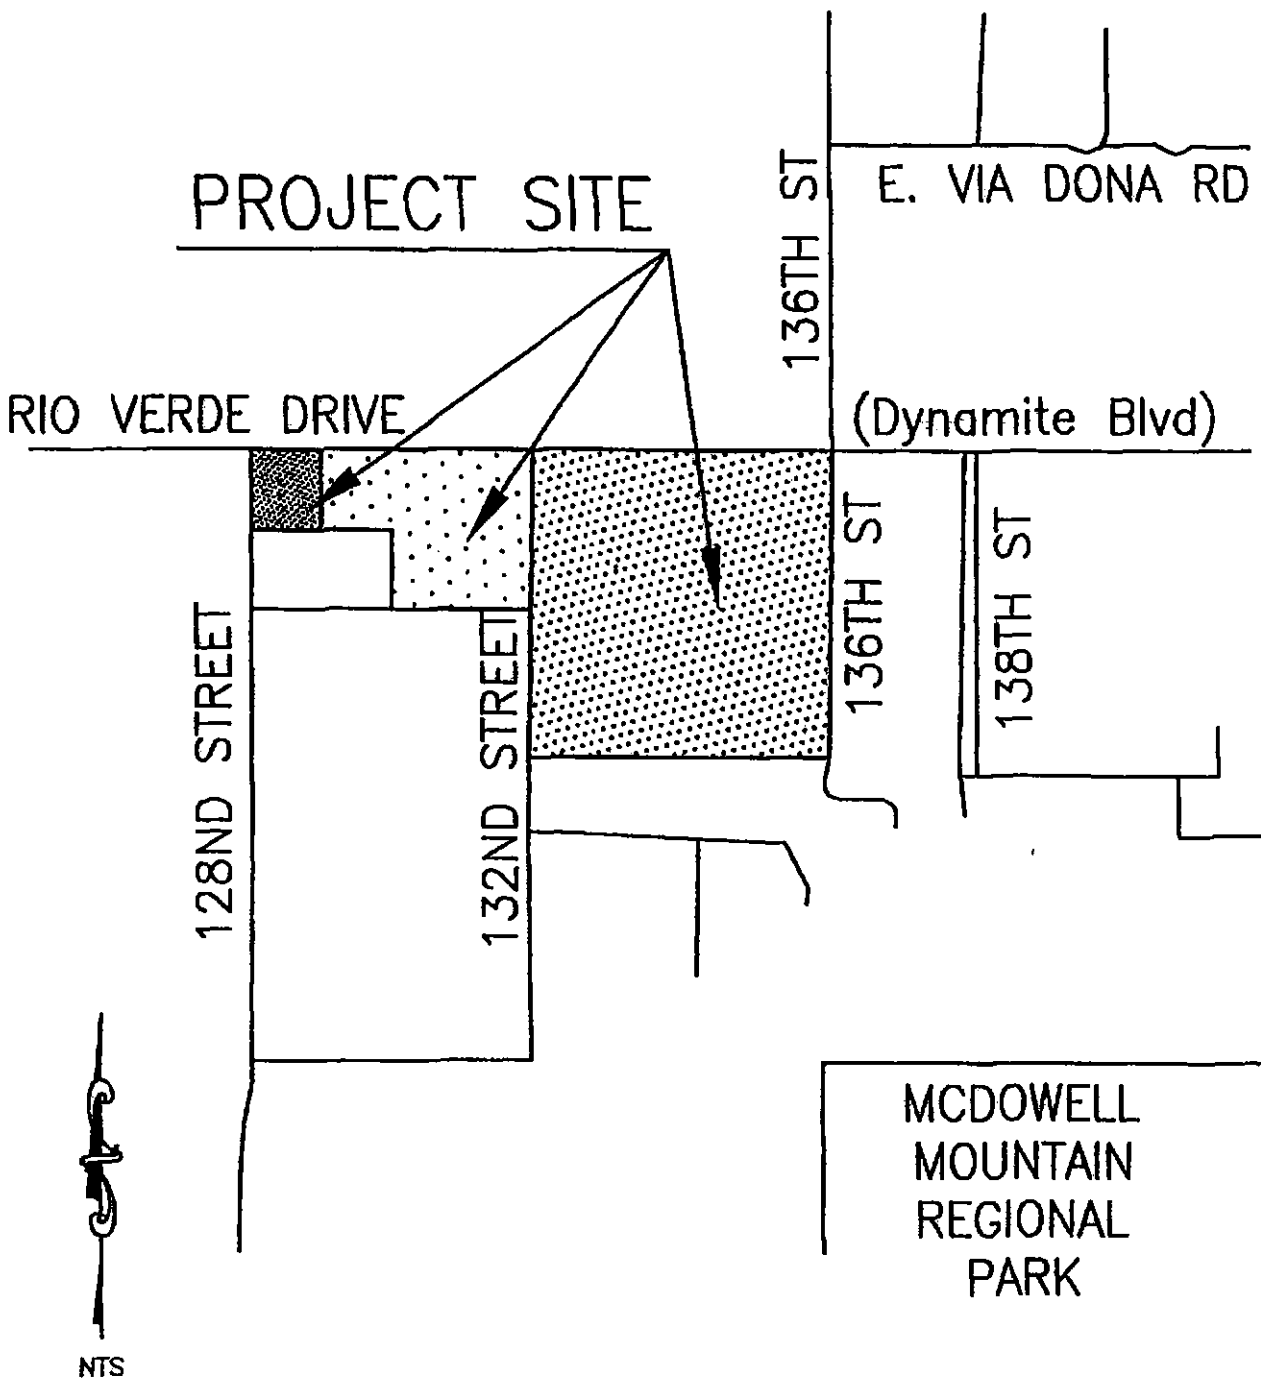 E. VIA DONA RD
136TH ST
PROJECT SITE
RIO VERDE DRIVE
(Dynamite Blvd)
128ND STREET
132ND STREET
136TH ST
138TH ST
MCDOWELL
MOUNTAIN
REGIONAL
PARK
NTS